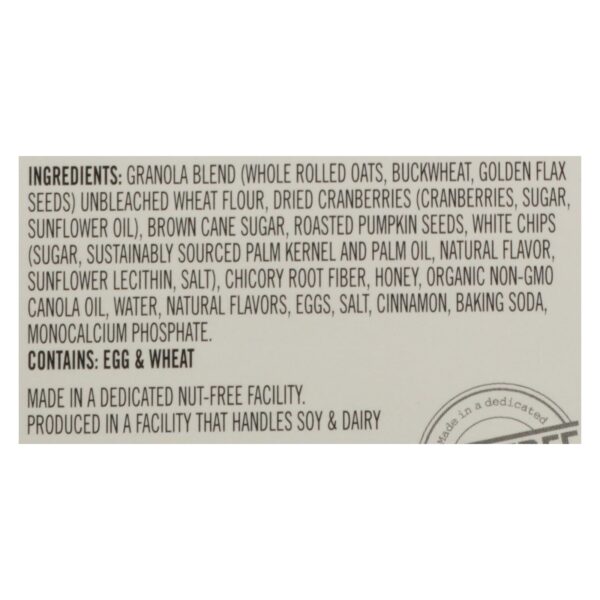 INGREDIENTS: GRANOLA BLEND (WHOLE ROLLED OATS, BUCKWHEAT, GOLDEN FLAX
SEEDS) UNBLEACHED WHEAT FLOUR, DRIED CRANBERRIES (CRANBERRIES, SUGAR,
SUNFLOWER OIL), BROWN CANE SUGAR, ROASTED PUMPKIN SEEDS, WHITE CHIPS
(SUGAR, SUSTAINABLY SOURCED PALM KERNEL AND PALM OIL, NATURAL FLAVOR,
SUNFLOWER LECITHIN, SALT), CHICORY ROOT FIBER, HONEY, ORGANIC NON-GMO
CANOLA OIL, WATER, NATURAL FLAVORS, EGGS, SALT, CINNAMON, BAKING SODA,
MONOCALCIUM PHOSPHATE.
CONTAINS: EGG & WHEAT
MADE IN A DEDICATED NUT-FREE FACILITY.
PRODUCED IN A FACILITY THAT HANDLES SOY & DAIRY
Made in a dedicated